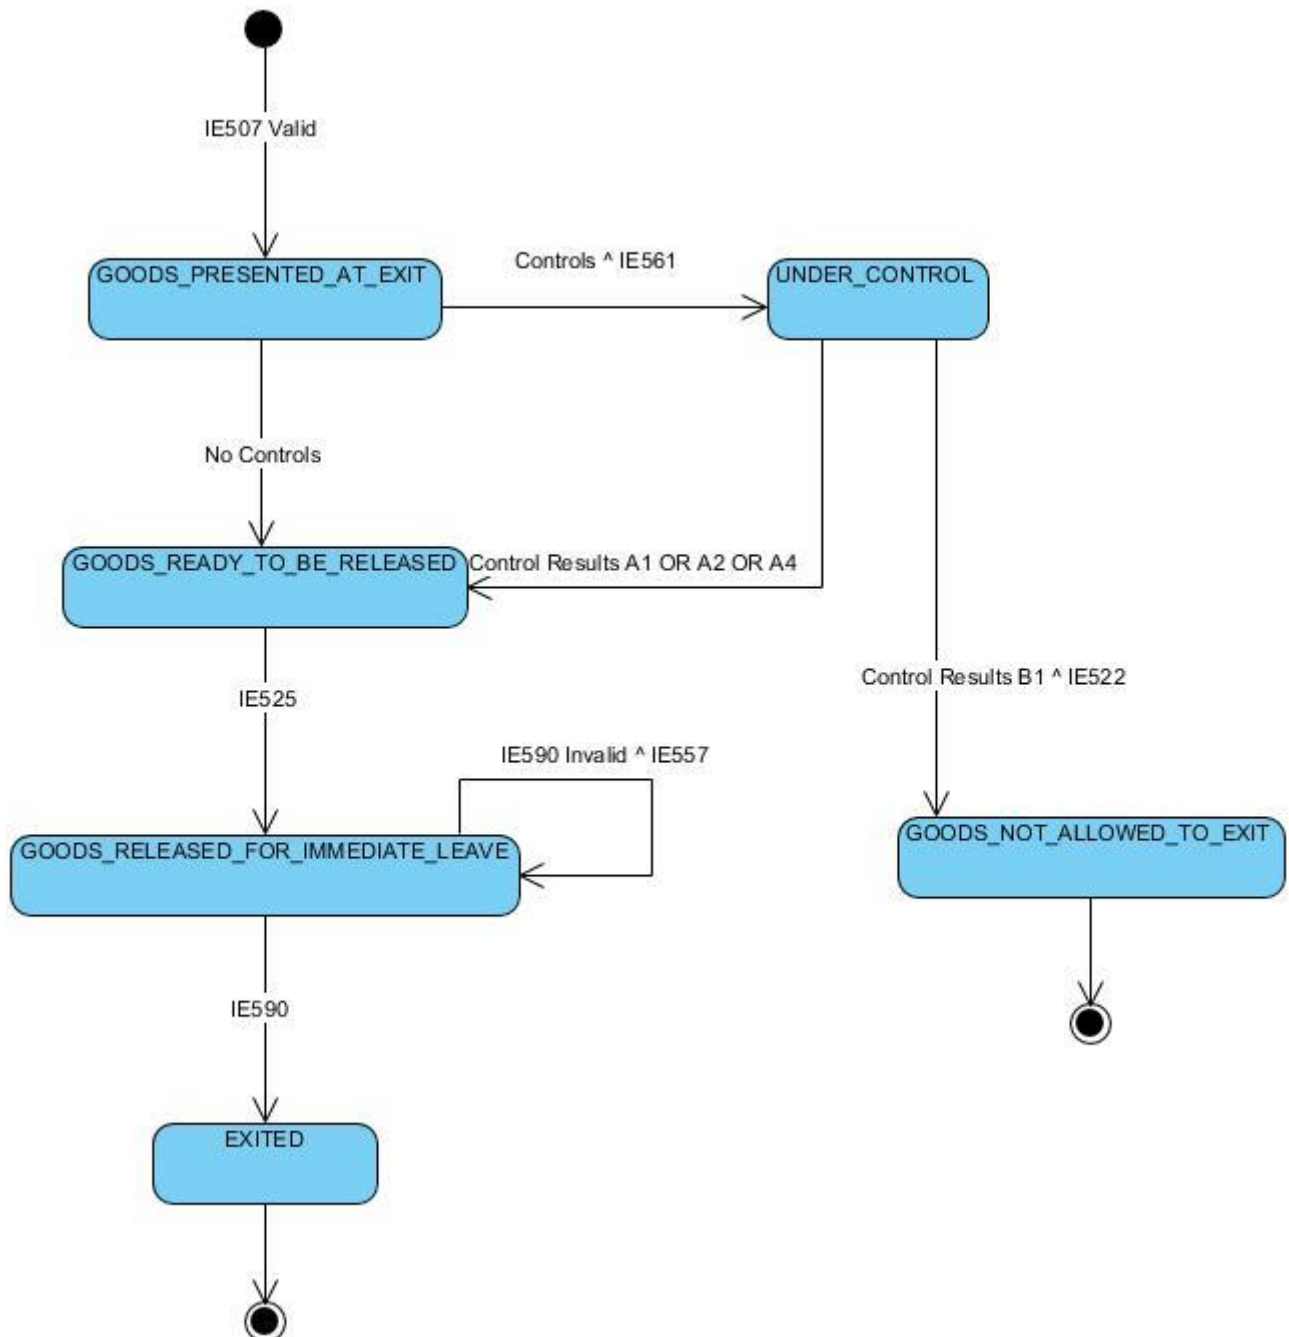 IE507 Valid
Controls ^ IE561
GOODS_PRESENTED_AT_EXIT
UNDER_CONTROL
No Controls
GOODS_READY_TO_BE_RELEASED
Control Results A1 OR A2 OR A4
Control Results B1 ^ IE522
IE525
IE590 Invalid ^ IE557
GOODS_RELEASED_FOR_IMMEDIATE_LEAVE
GOODS_NOT_ALLOWED_TO_EXIT
IE590
EXITED